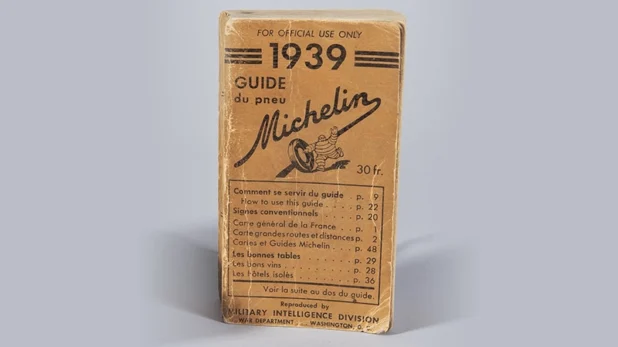 FOR OFFICIAL USE ONLY
1939
GUIDE
du pneu
Michelin
30 fr.
Comment se servir du guide . p. 9
How to use this guide . . . . p. 22
Signes conventionnels . . . . p. 20
Carte général de la France . p. 1
Carte grandes routes et distances p. 2
Cartes et Guides Michelin . . p. 48
Les bonnes tables . . . . . p. 29
Les bons vins . . . . . . p. 28
Les hôtels isolés . . . . . p. 36
Voir la suite au dos du guide.
Reproduced by
MILITARY INTELLIGENCE DIVISION
WAR DEPARTMENT . . . . WASHINGTON, D. C.